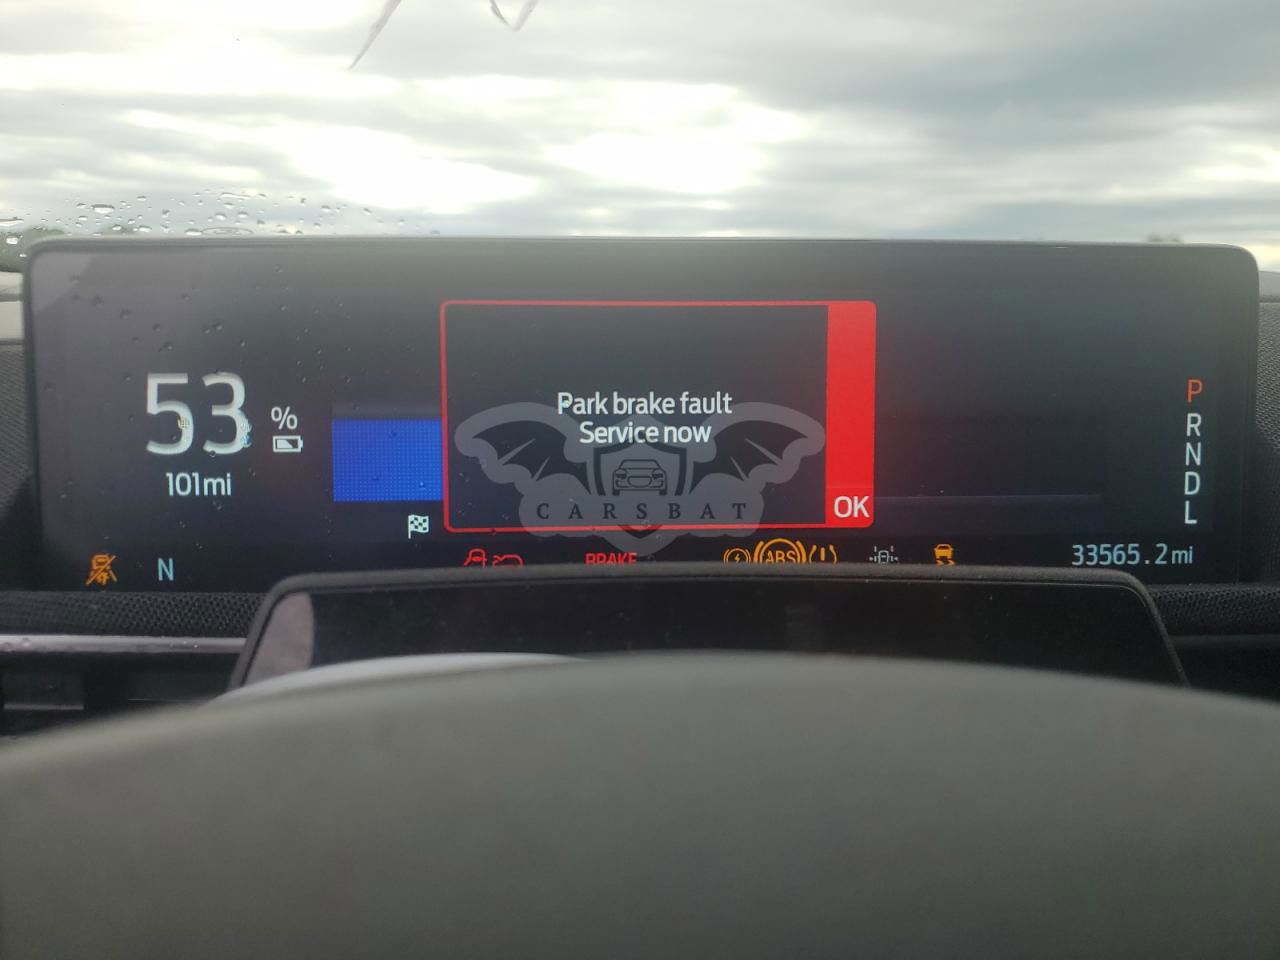 53 %
101mi
Park brake fault
Service now
OK
CARSBAT
P
R
N
D
L
N
BRAKE
ABS
33565.2mi